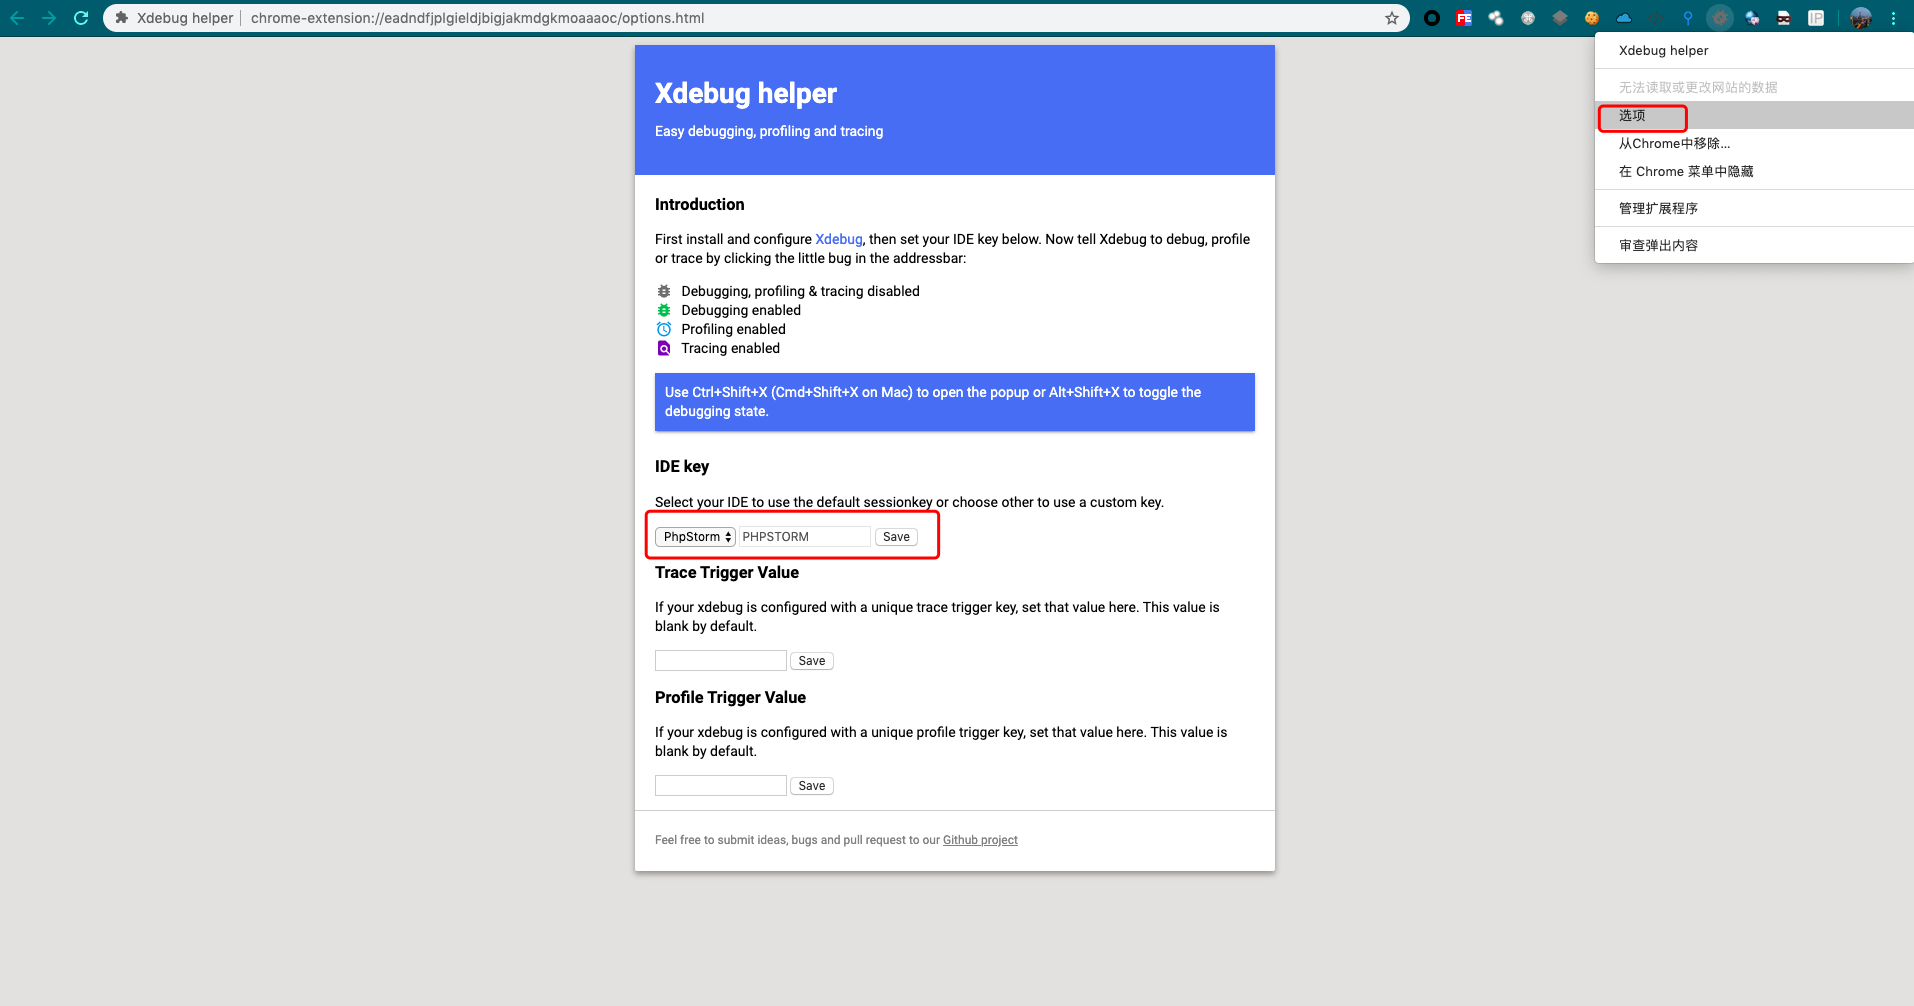 Xdebug helper
chrome-extension://eadndfjplgieldjbigjakmdgkmoaaaoc/options.html
FE
IP
Xdebug helper
无法读取或更改网站的数据
选项
从Chrome中移除...
在 Chrome 菜单中隐藏
管理扩展程序
审查弹出内容
Xdebug helper
Easy debugging, profiling and tracing
Introduction
First install and configure Xdebug, then set your IDE key below. Now tell Xdebug to debug, profile
or trace by clicking the little bug in the addressbar:
Debugging, profiling & tracing disabled
Debugging enabled
Profiling enabled
Tracing enabled
Use Ctrl+Shift+X (Cmd+Shift+X on Mac) to open the popup or Alt+Shift+X to toggle the
debugging state.
IDE key
Select your IDE to use the default sessionkey or choose other to use a custom key.
PhpStorm PHPSTORM Save
Trace Trigger Value
If your xdebug is configured with a unique trace trigger key, set that value here. This value is
blank by default.
Save
Profile Trigger Value
If your xdebug is configured with a unique profile trigger key, set that value here. This value is
blank by default.
Save
Feel free to submit ideas, bugs and pull request to our Github project